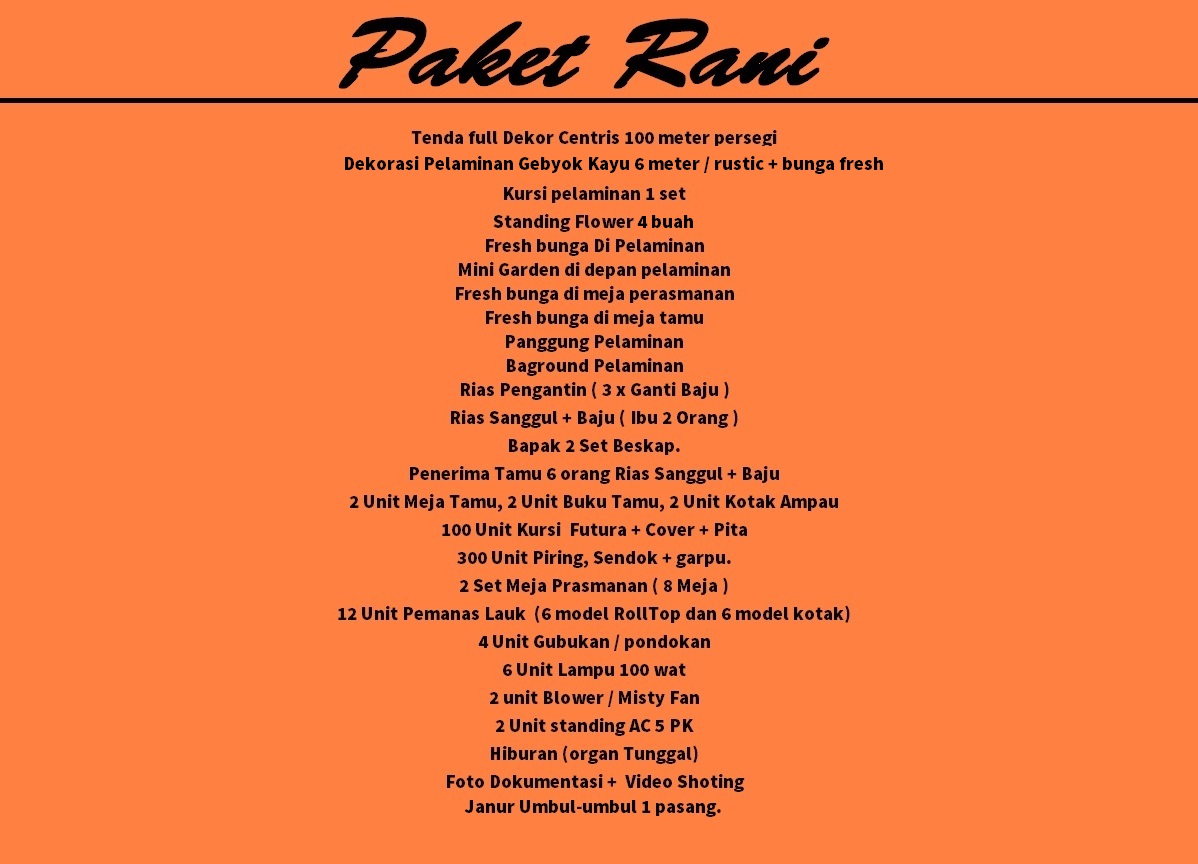 Paket Rani
Tenda full Dekor Centris 100 meter persegi
Dekorasi Pelaminan Gebyok Kayu 6 meter / rustic + bunga fresh
Kursi pelaminan 1 set
Standing Flower 4 buah
Fresh bunga Di Pelaminan
Mini Garden di depan pelaminan
Fresh bunga di meja perasmanan
Fresh bunga di meja tamu
Panggung Pelaminan
Baground Pelaminan
Rias Pengantin ( 3 x Ganti Baju )
Rias Sanggul + Baju ( Ibu 2 Orang )
Bapak 2 Set Beskap.
Penerima Tamu 6 orang Rias Sanggul + Baju
2 Unit Meja Tamu, 2 Unit Buku Tamu, 2 Unit Kotak Ampau
100 Unit Kursi  Futura + Cover + Pita
300 Unit Piring, Sendok + garpu.
2 Set Meja Prasmanan ( 8 Meja )
12 Unit Pemanas Lauk  (6 model RollTop dan 6 model kotak)
4 Unit Gubukan / pondokan
6 Unit Lampu 100 wat
2 unit Blower / Misty Fan
2 Unit standing AC 5 PK
Hiburan (organ Tunggal)
Foto Dokumentasi +  Video Shoting
Janur Umbul-umbul 1 pasang.